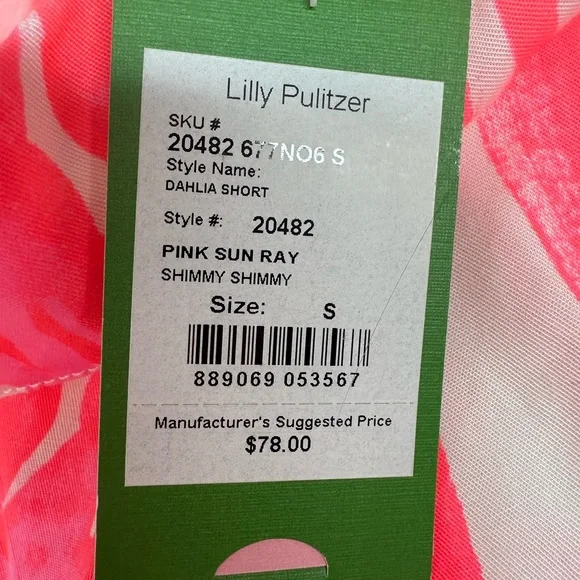 Lilly Pulitzer
SKU #
20482 677NO6 S
Style Name:
DAHLIA SHORT
Style #: 20482
PINK SUN RAY
SHIMMY SHIMMY
Size: S
889069 053567
Manufacturer's Suggested Price
$78.00